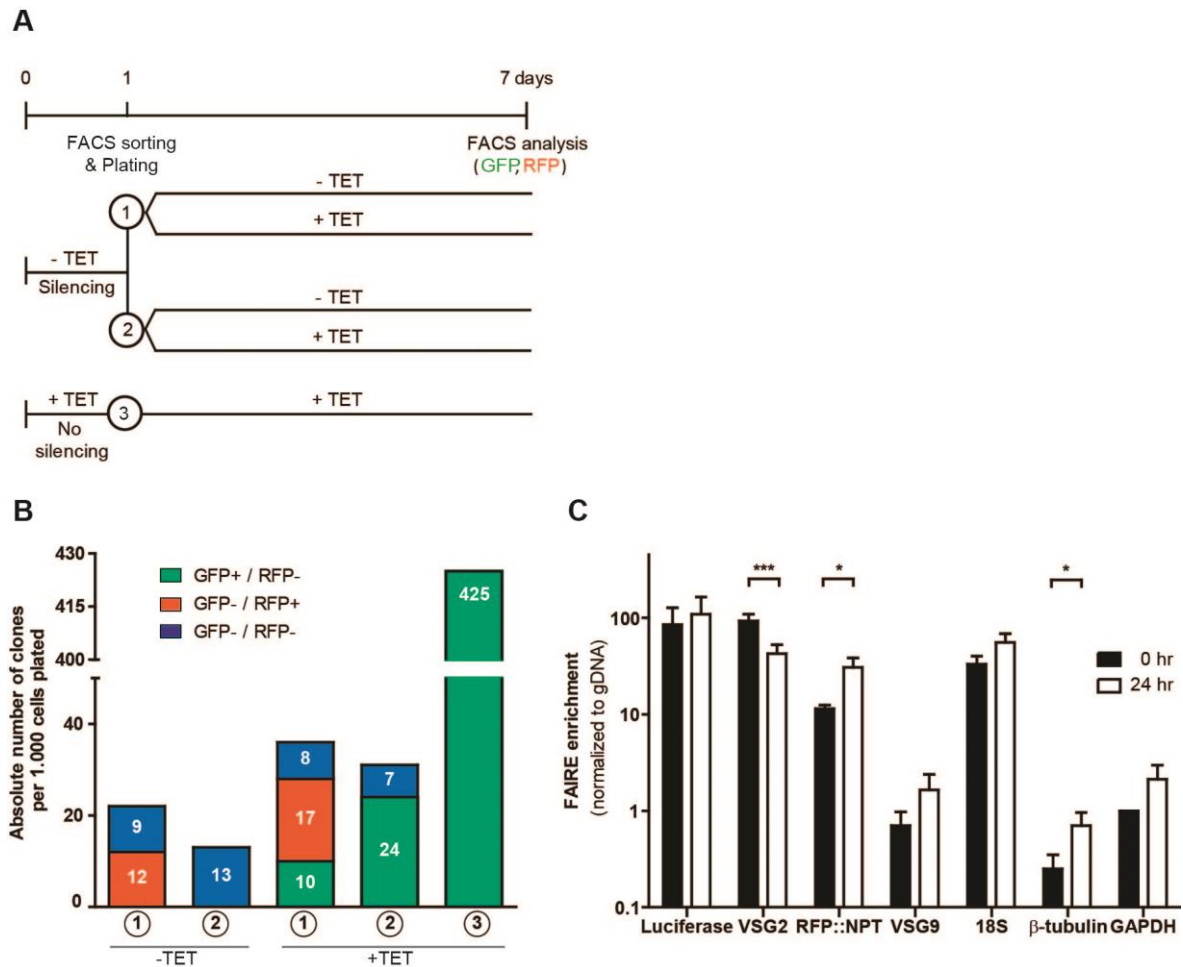 A
0 1 7 days
FACS sorting
& Plating
FACS analysis
(GFP, RFP)
- TET
1
+ TET
- TET
Silencing
- TET
2
+ TET
+ TET
3
+ TET
No
silencing
B
Absolute number of clones
per 1.000 cells plated
430
415
400
40
20
0
GFP+ / RFP-
GFP- / RFP+
GFP- / RFP-
9
12
13
8
17
10
7
24
425
1 2 1 2 3
-TET +TET
C
FAIRE enrichment
(normalized to gDNA)
100
10
1
0.1
*** * *
0 hr
24 hr
Luciferase VSG2 RFP::NPT VSG9 18S β-tubulin GAPDH